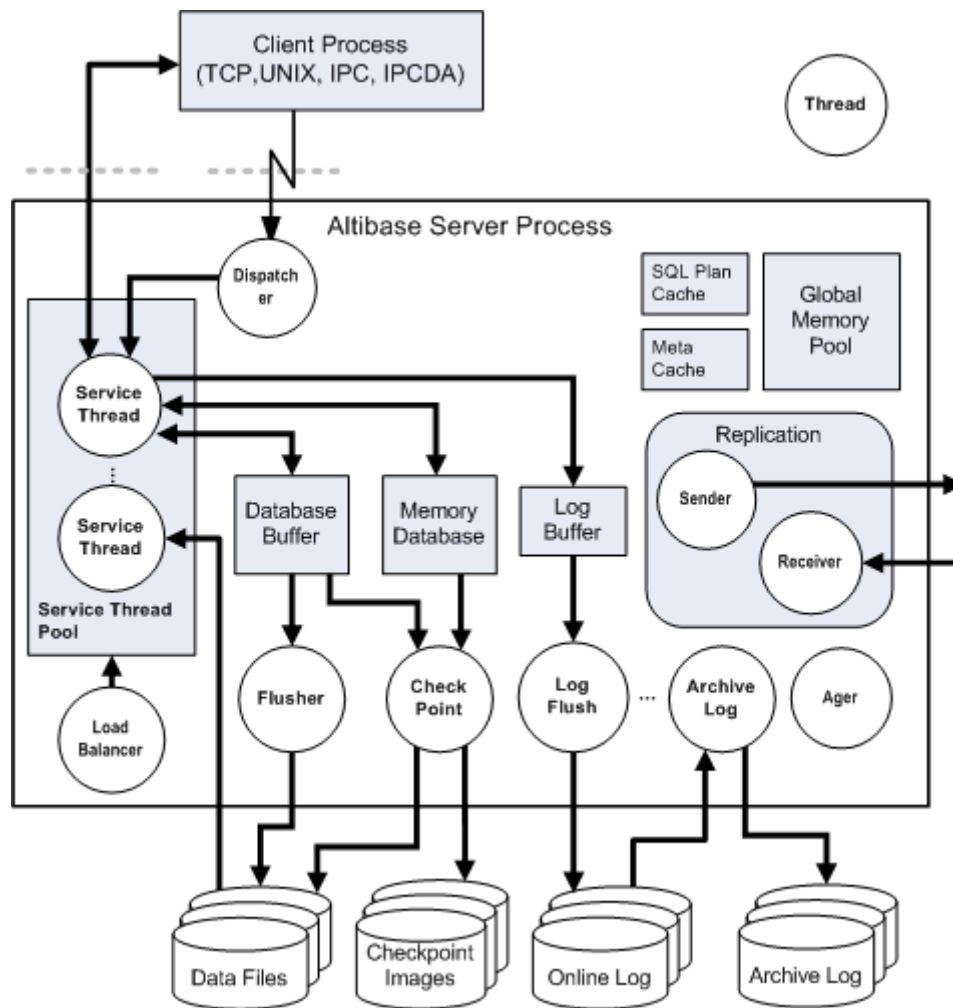 Client Process
(TCP,UNIX, IPC, IPCDA)
Thread
Altibase Server Process
Dispatch
er
SQL Plan
Cache
Global
Memory
Pool
Meta
Cache
Service
Thread
Replication
Sender
Database
Buffer
Memory
Database
Log
Buffer
Service
Thread
Receiver
Service Thread
Pool
Flusher
Check
Point
Log
Flush
...
Archive
Log
Ager
Load
Balancer
Data Files
Checkpoint
Images
Online Log
Archive Log